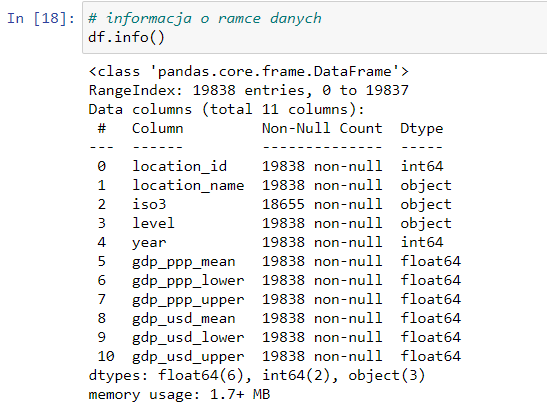 In [18]: # informacja o ramce danych
df.info()
<class 'pandas.core.frame.DataFrame'>
RangeIndex: 19838 entries, 0 to 19837
Data columns (total 11 columns):
 #   Column         Non-Null Count  Dtype
---  ------         --------------  -----
 0   location_id    19838 non-null  int64
 1   location_name  19838 non-null  object
 2   iso3           18655 non-null  object
 3   level          19838 non-null  object
 4   year           19838 non-null  int64
 5   gdp_ppp_mean   19838 non-null  float64
 6   gdp_ppp_lower  19838 non-null  float64
 7   gdp_ppp_upper  19838 non-null  float64
 8   gdp_usd_mean   19838 non-null  float64
 9   gdp_usd_lower  19838 non-null  float64
 10  gdp_usd_upper  19838 non-null  float64
dtypes: float64(6), int64(2), object(3)
memory usage: 1.7+ MB